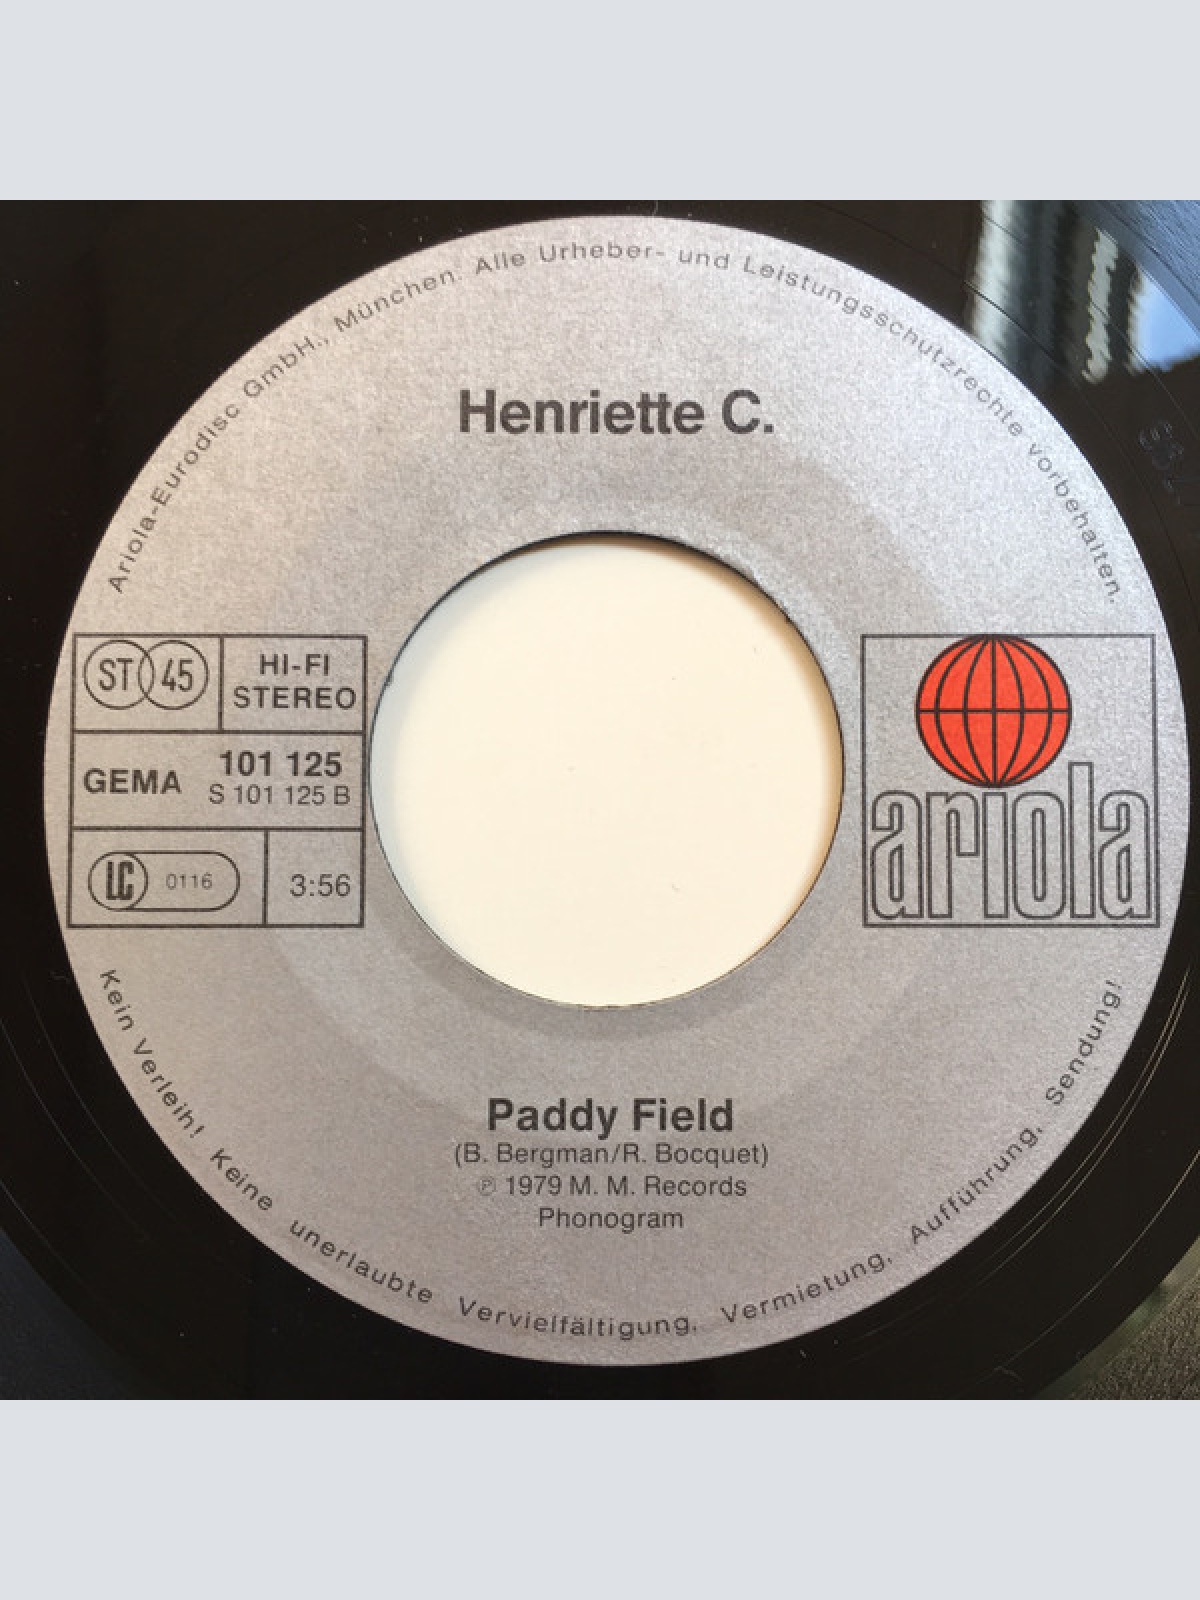 Ariola-Eurodisc GmbH., München. Alle Urheber- und Leistungsschutzrechte vorbehalten.
Henriette C.
ST 45
HI-FI
STEREO
GEMA
101 125
S 101 125 B
LC 0116
3:56
ariola
Paddy Field
(B. Bergman/R. Bocquet)
℗ 1979 M. M. Records
Phonogram
Kein Verleih! Keine unerlaubte Vervielfältigung, Vermietung, Aufführung, Sendung!